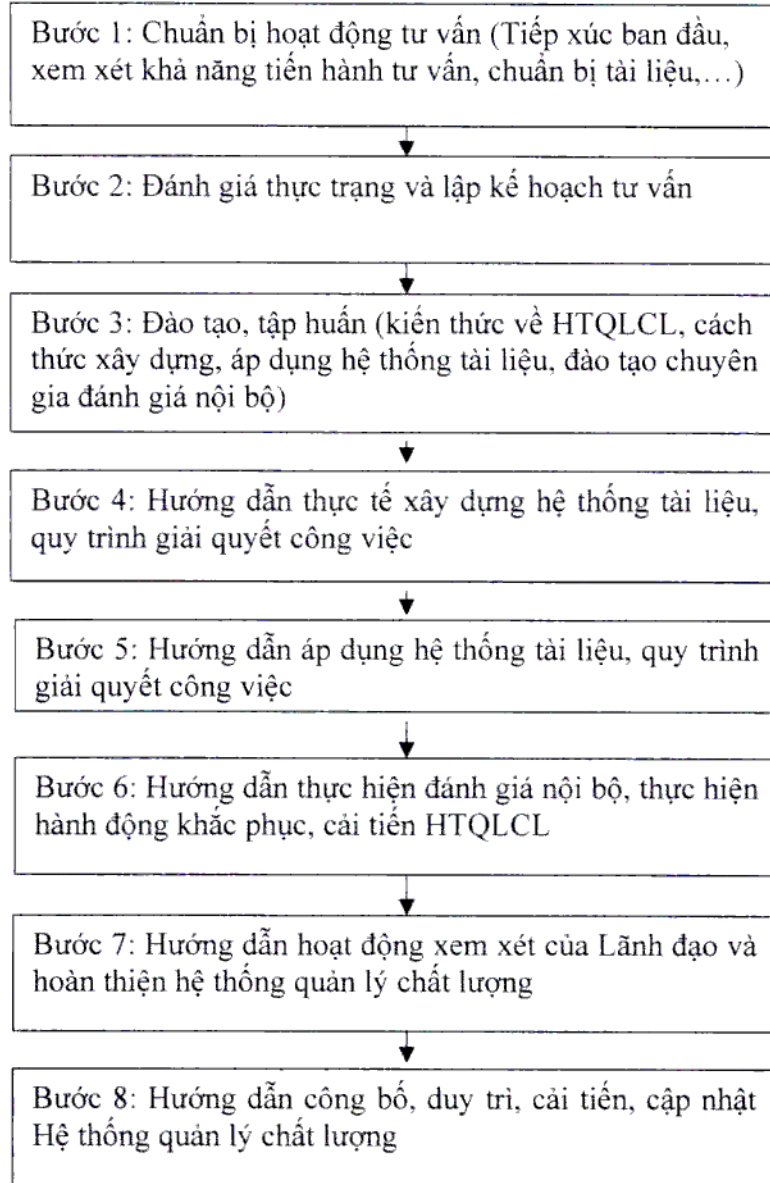 Bước 1: Chuẩn bị hoạt động tư vấn (Tiếp xúc ban đầu,
xem xét khả năng tiến hành tư vấn, chuẩn bị tài liệu,…)
Bước 2: Đánh giá thực trạng và lập kế hoạch tư vấn
Bước 3: Đào tạo, tập huấn (kiến thức về HTQLCL, cách
thức xây dựng, áp dụng hệ thống tài liệu, đào tạo chuyên
gia đánh giá nội bộ)
Bước 4: Hướng dẫn thực tế xây dựng hệ thống tài liệu,
quy trình giải quyết công việc
Bước 5: Hướng dẫn áp dụng hệ thống tài liệu, quy trình
giải quyết công việc
Bước 6: Hướng dẫn thực hiện đánh giá nội bộ, thực hiện
hành động khắc phục, cải tiến HTQLCL
Bước 7: Hướng dẫn hoạt động xem xét của Lãnh đạo và
hoàn thiện hệ thống quản lý chất lượng
Bước 8: Hướng dẫn công bố, duy trì, cải tiến, cập nhật
Hệ thống quản lý chất lượng